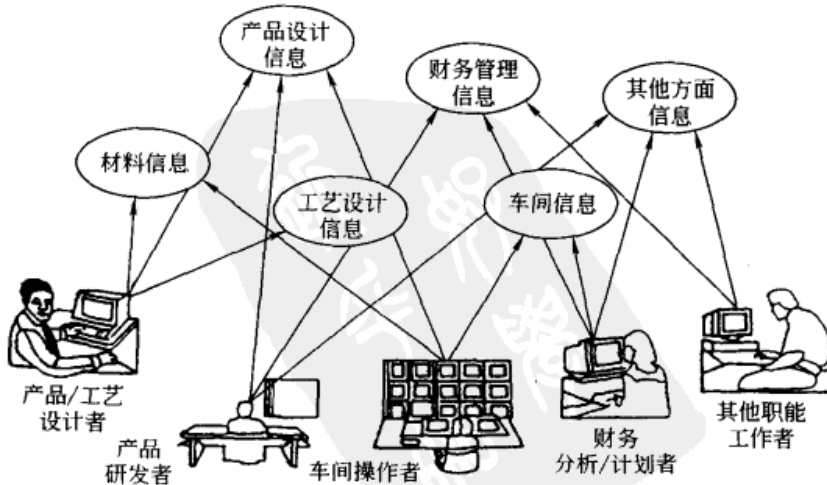 产品设计
信息
财务管理
信息
其他方面
信息
材料信息
工艺设计
信息
车间信息
产品/工艺
设计者
产品
研发者
车间操作者
财务
分析/计划者
其他职能
工作者